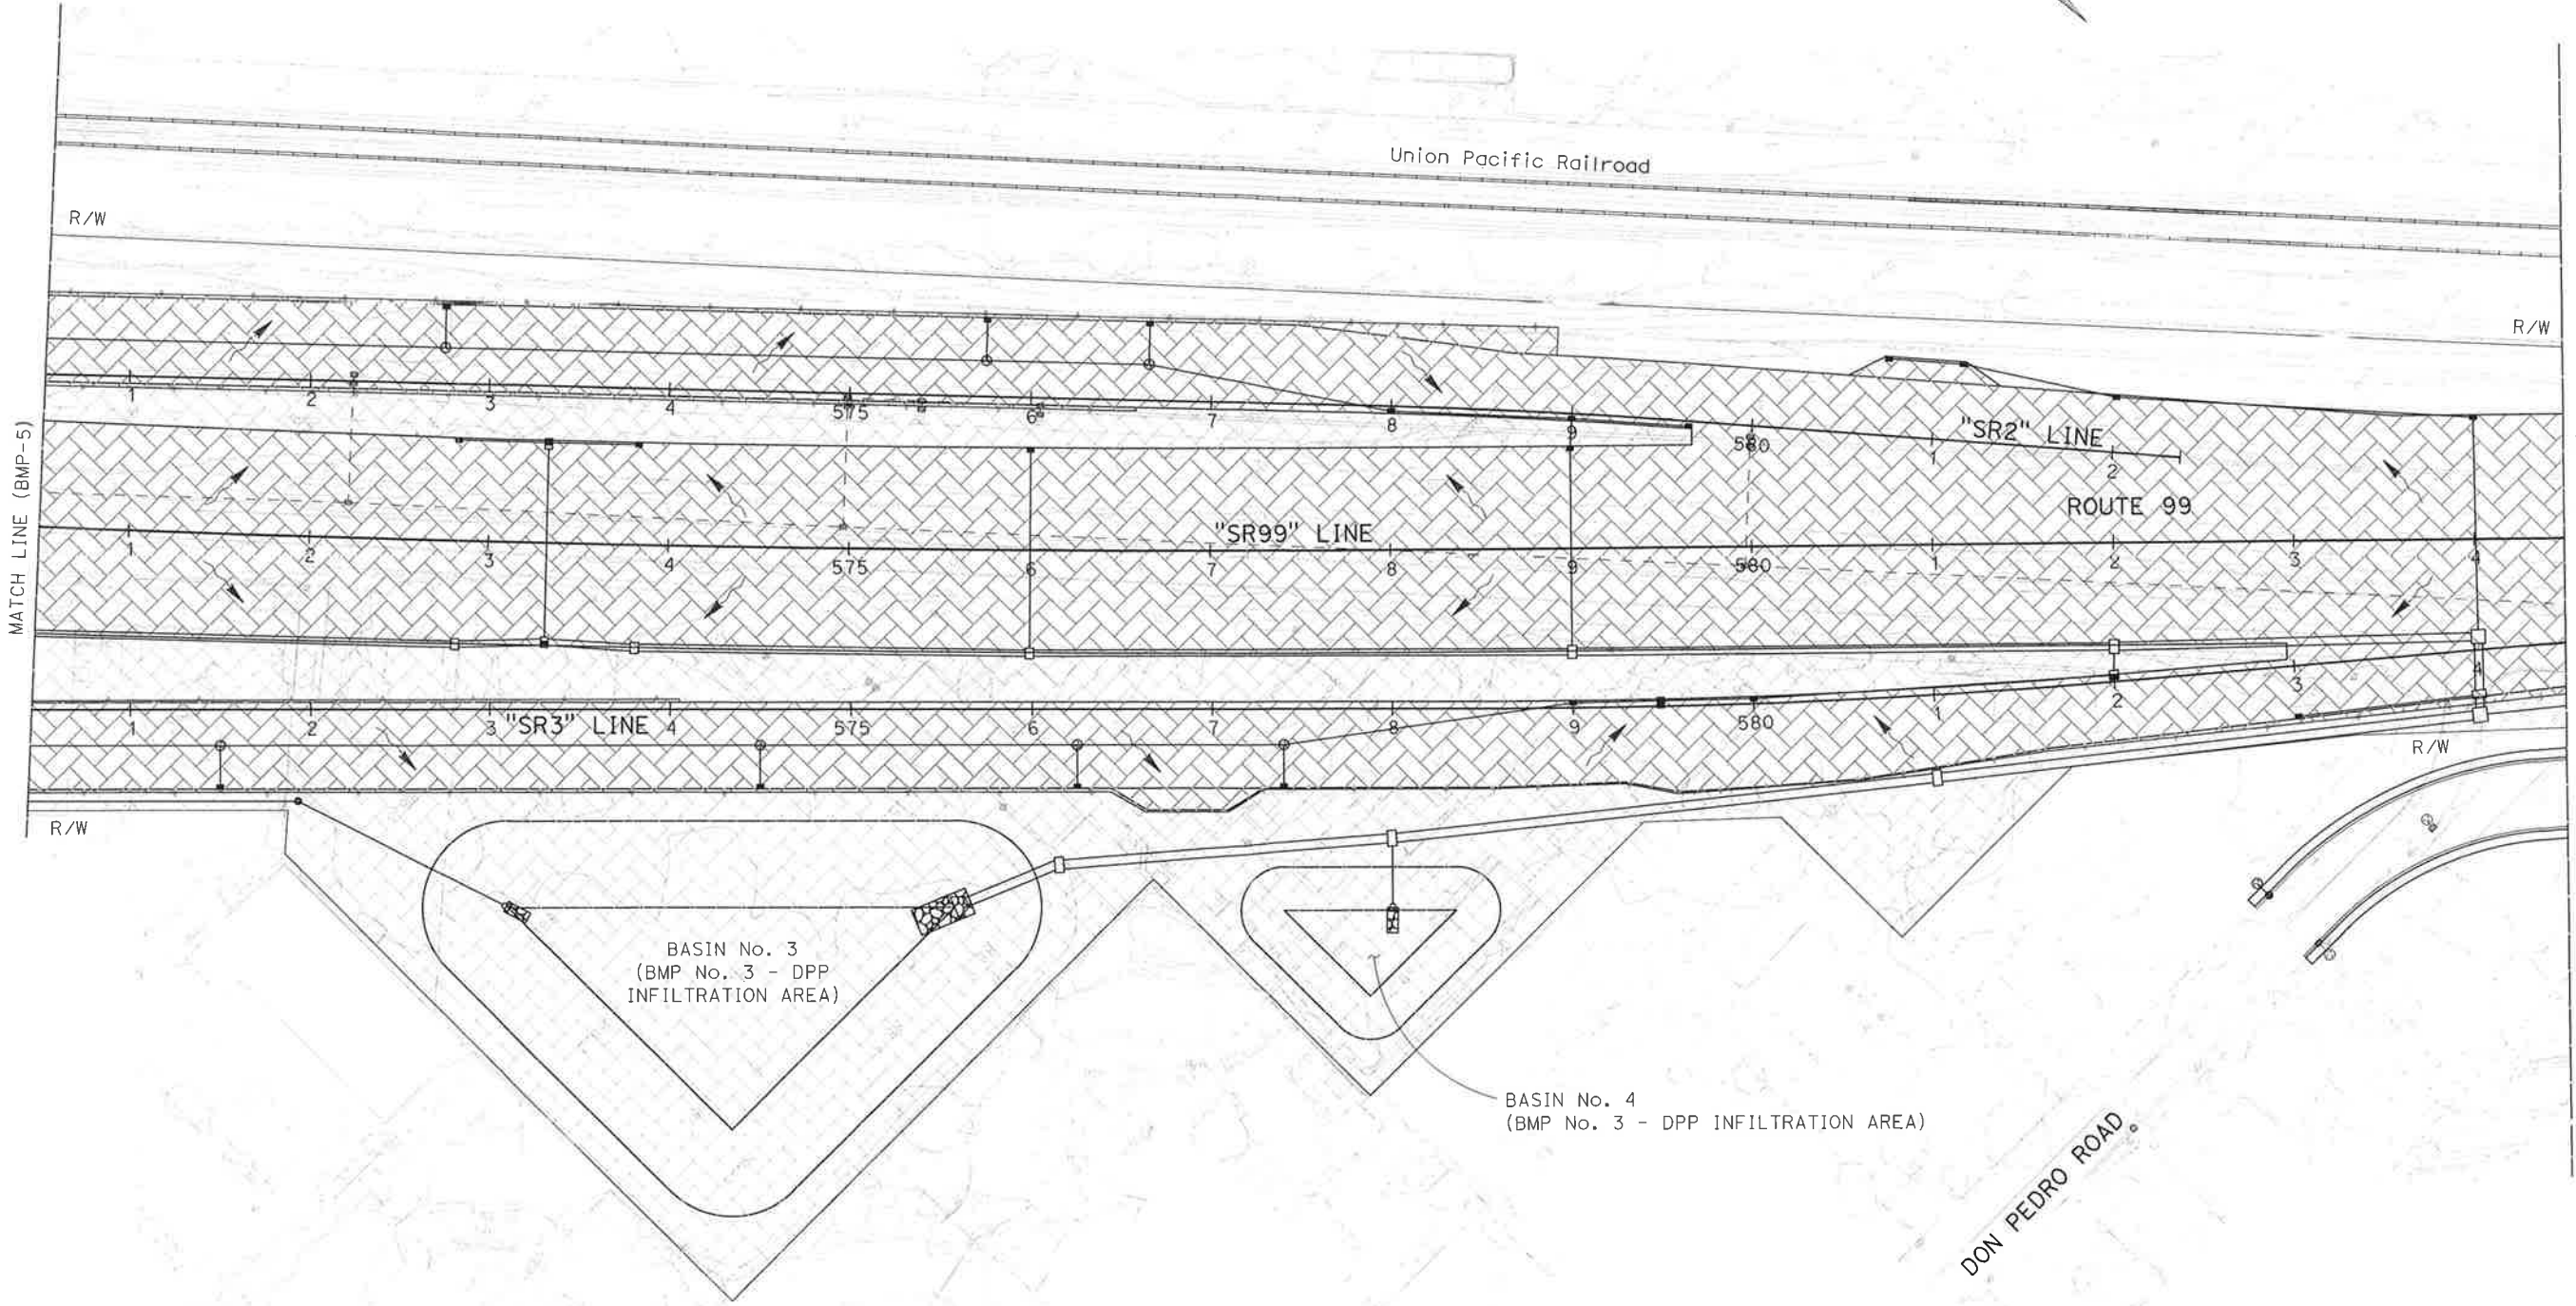 Union Pacific Railroad
R/W
R/W
1 2 3 4 575 6 7 8 9 580 1 2
"SR2" LINE
ROUTE 99
"SR99" LINE
1 2 3 4 575 6 7 8 9 580 1 2 3 4
MATCH LINE (BMP-5)
1 2 3 4 575 6 7 8 9 580 1 2 3 4
"SR3" LINE
R/W
R/W
BASIN No. 3
(BMP No. 3 - DPP
INFILTRATION AREA)
BASIN No. 4
(BMP No. 3 - DPP INFILTRATION AREA)
DON PEDRO ROAD